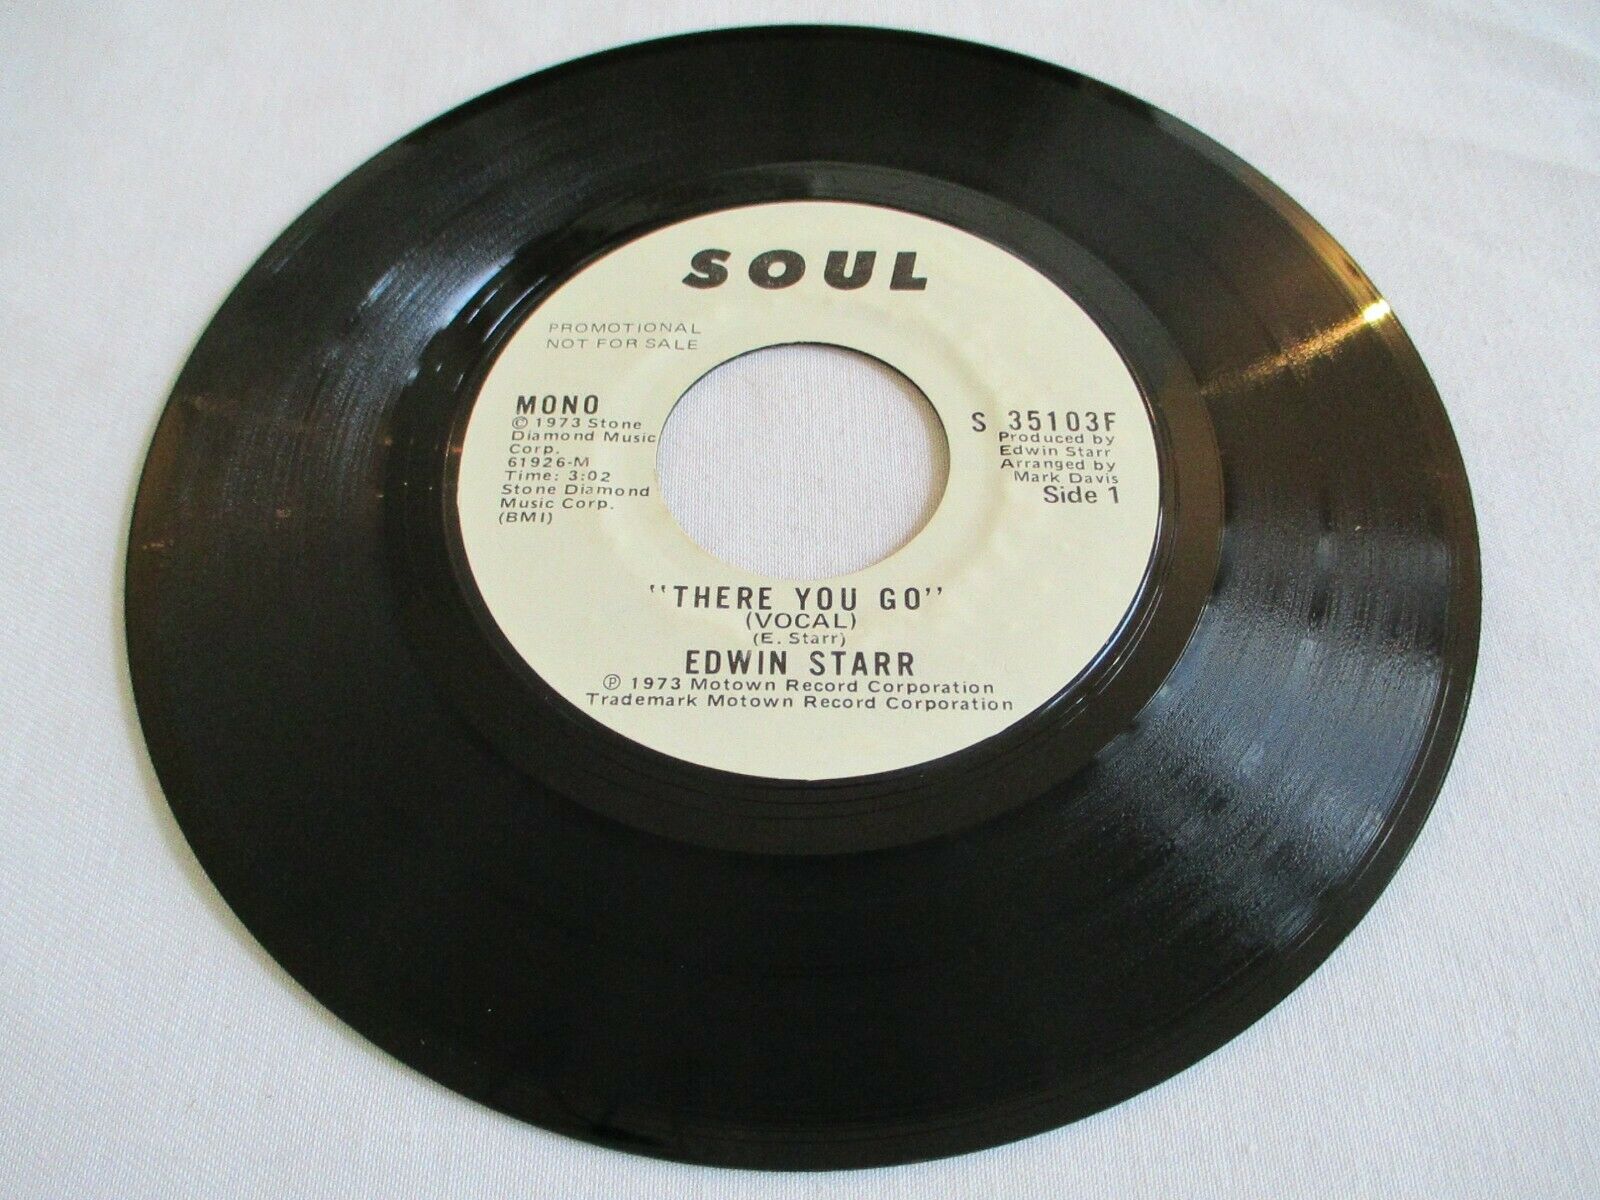 SOUL
PROMOTIONAL
NOT FOR SALE
MONO
© 1973 Stone
Diamond Music
Corp.
61926-M
Time: 3:02
Stone Diamond
Music Corp.
(BMI)
S 35103F
Produced by
Edwin Starr
Arranged by
Mark Davis
Side 1
"THERE YOU GO"
(VOCAL)
(E. Starr)
EDWIN STARR
℗ 1973 Motown Record Corporation
Trademark Motown Record Corporation